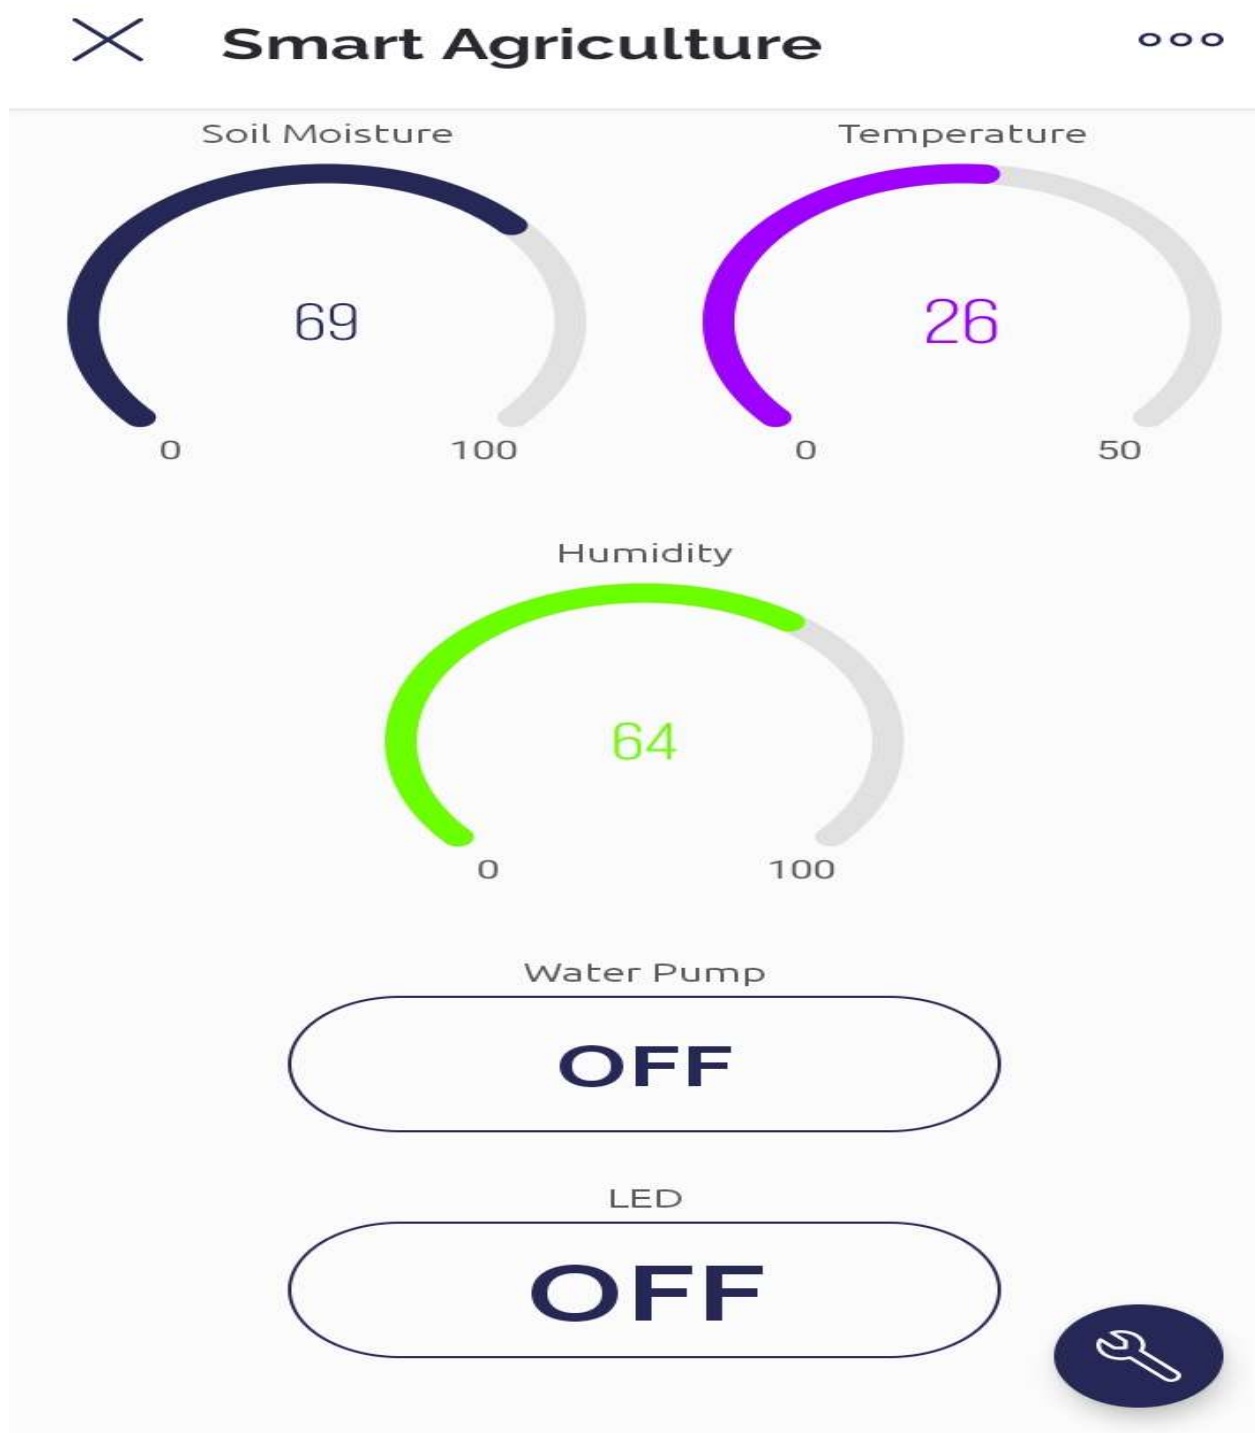 Smart Agriculture
Soil Moisture
Temperature
69
26
0
100
0
50
Humidity
64
0
100
Water Pump
OFF
LED
OFF